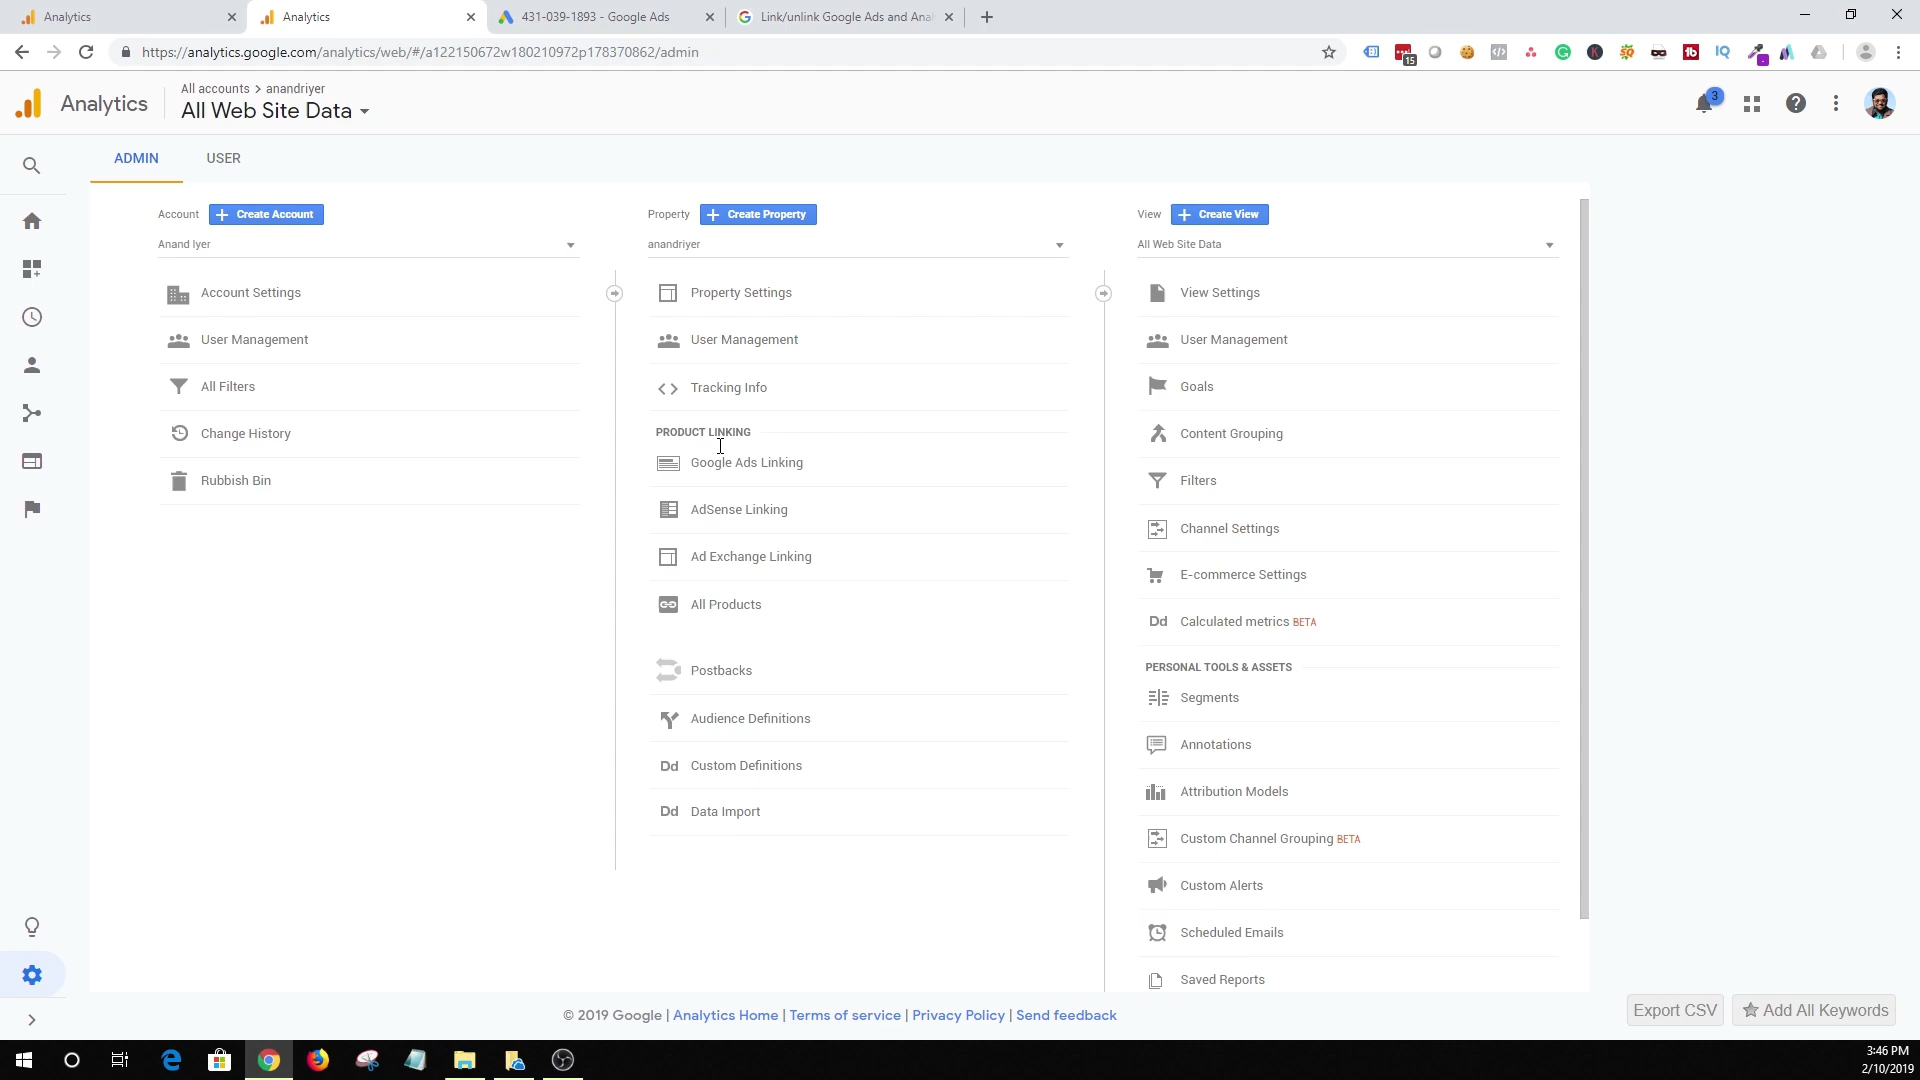 Analytics
Analytics
431-039-1893 - Google Ads
Link/unlink Google Ads and Anal
https://analytics.google.com/analytics/web/#/a122150672w180210972p178370862/admin
15
Analytics
All accounts > anandriyer
All Web Site Data
3
ADMIN
USER
Account
+ Create Account
Property
+ Create Property
View
+ Create View
Anand Iyer
anandriyer
All Web Site Data
Account Settings
User Management
All Filters
Change History
Rubbish Bin
Property Settings
User Management
Tracking Info
PRODUCT LINKING
Google Ads Linking
AdSense Linking
Ad Exchange Linking
All Products
Postbacks
Audience Definitions
Dd Custom Definitions
Dd Data Import
View Settings
User Management
Goals
Content Grouping
Filters
Channel Settings
E-commerce Settings
Dd Calculated metrics BETA
PERSONAL TOOLS & ASSETS
Segments
Annotations
Attribution Models
Custom Channel Grouping BETA
Custom Alerts
Scheduled Emails
Saved Reports
© 2019 Google | Analytics Home | Terms of service | Privacy Policy | Send feedback
Export CSV
Add All Keywords
3:46 PM
2/10/2019